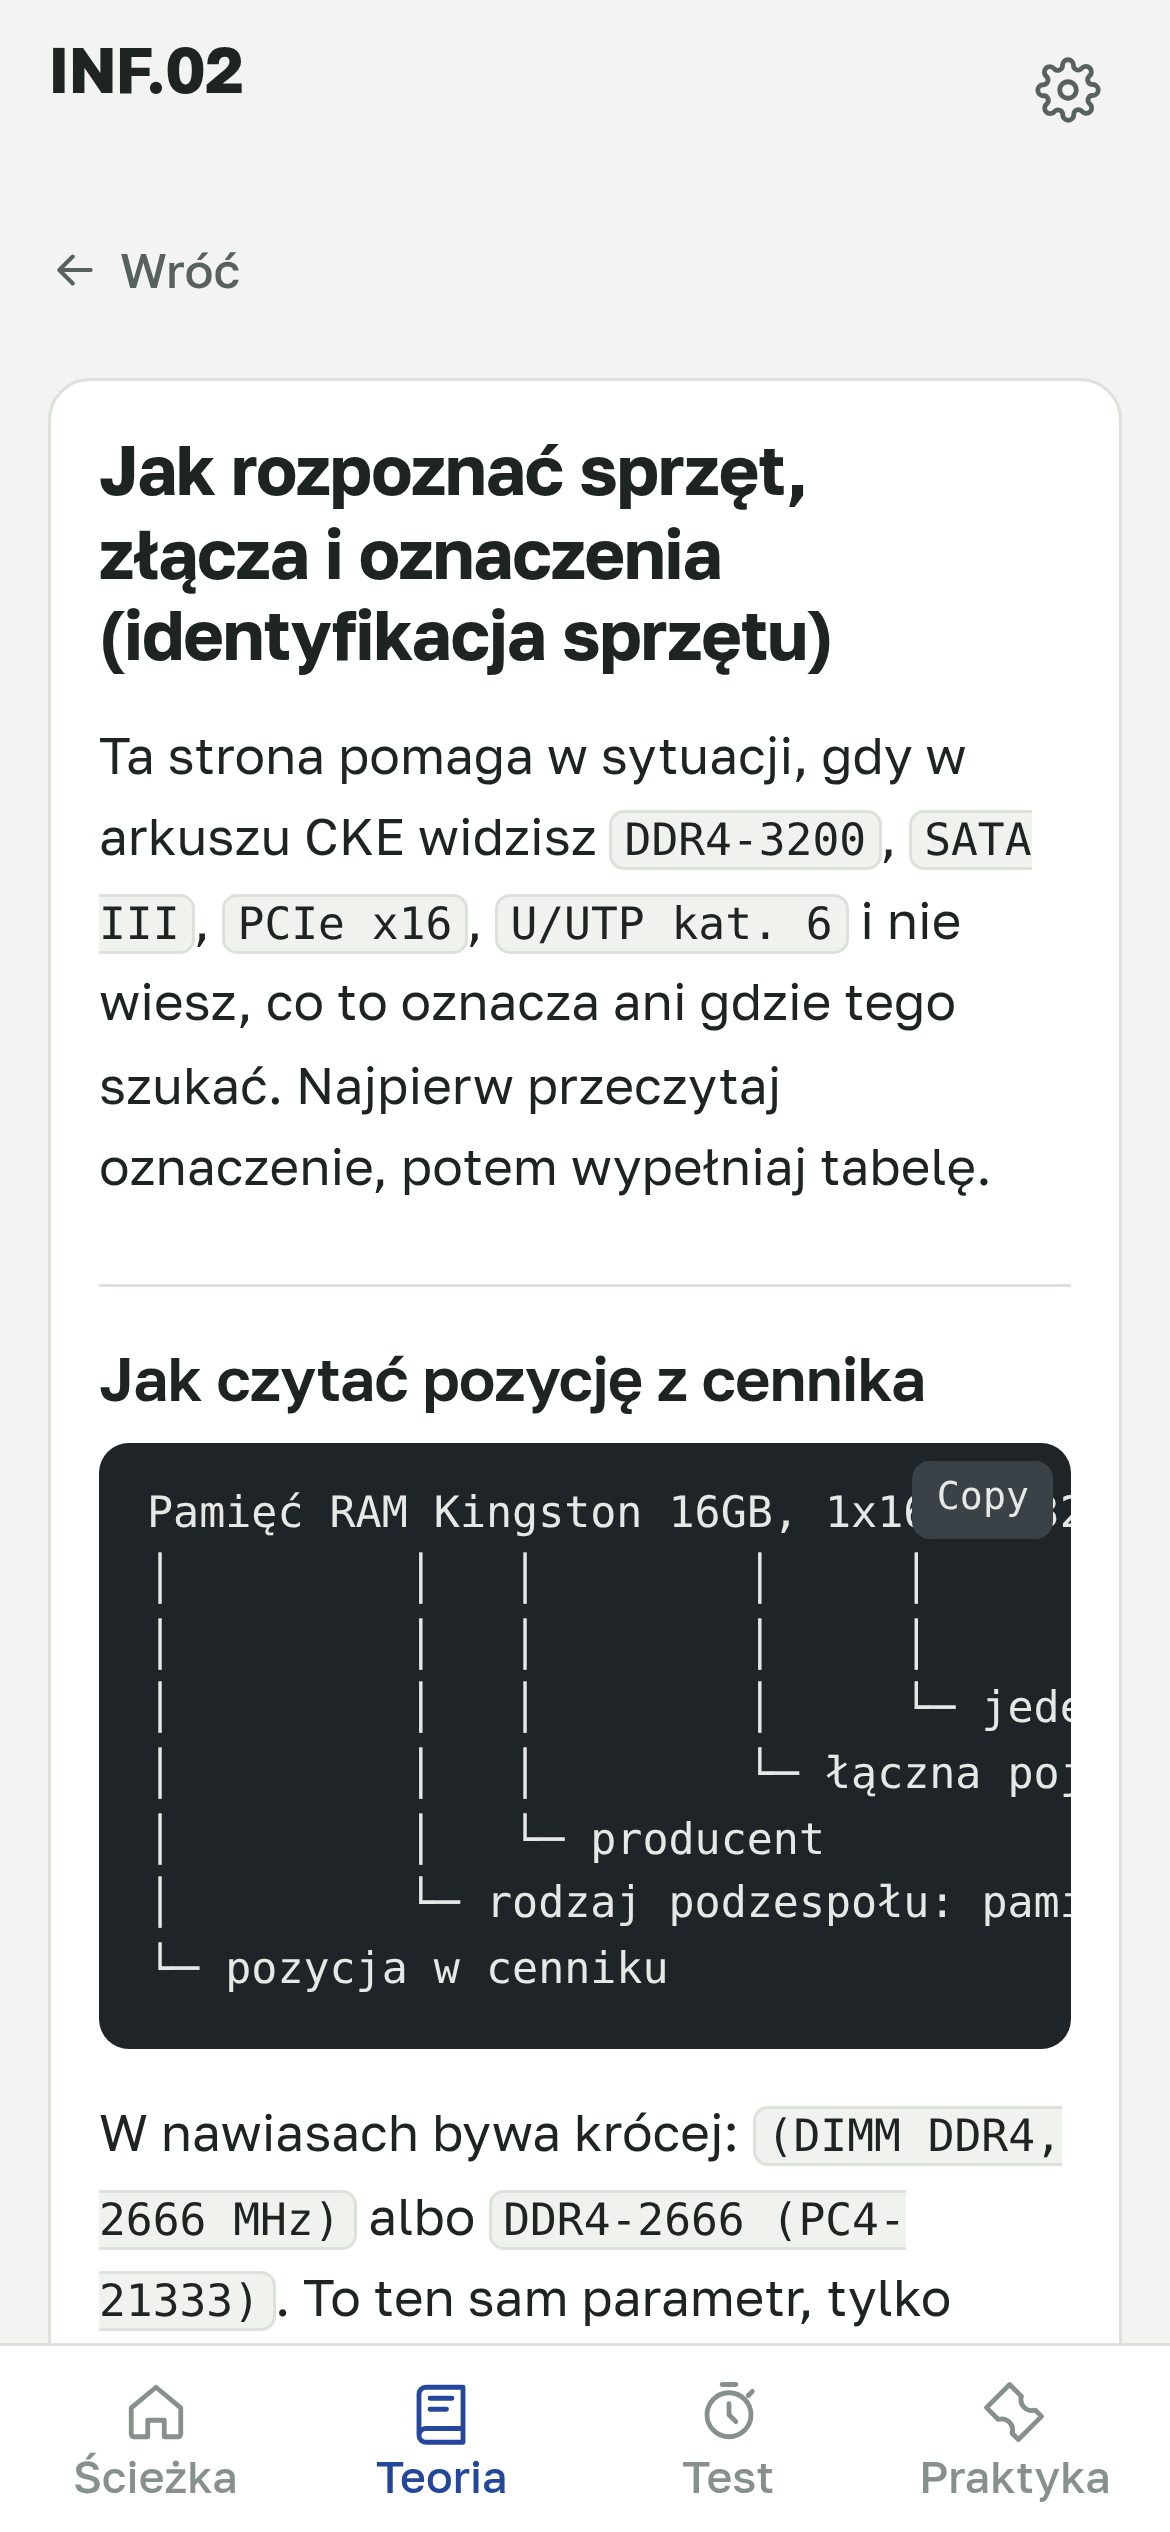 INF.02
← Wróć
Jak rozpoznać sprzęt,
złącza i oznaczenia
(identyfikacja sprzętu)
Ta strona pomaga w sytuacji, gdy w
arkuszu CKE widzisz DDR4-3200, SATA
III, PCIe x16, U/UTP kat. 6 i nie
wiesz, co to oznacza ani gdzie tego
szukać. Najpierw przeczytaj
oznaczenie, potem wypełniaj tabelę.
Jak czytać pozycję z cennika
Copy
Pamięć RAM Kingston 16GB,
└─ łączna
└─ producent
└─ rodzaj podzespołu:
└─ pozycja w cenniku
W nawiasach bywa krócej: (DIMM DDR4,
2666 MHz) albo DDR4-2666 (PC4-
21333). To ten sam parametr, tylko
Ścieżka
Teoria
Test
Praktyka